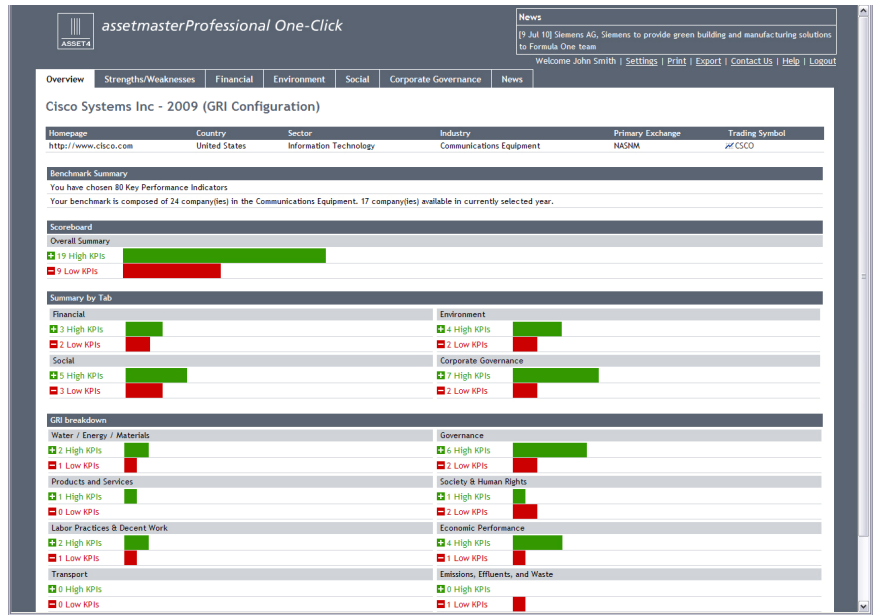 ASSET4
assetmasterProfessional One-Click
News
[9 Jul 10] Siemens AG, Siemens to provide green building and manufacturing solutions
to Formula One team
Welcome John Smith | Settings | Print | Export | Contact Us | Help | Logout
Overview Strengths/Weaknesses Financial Environment Social Corporate Governance News
Cisco Systems Inc - 2009 (GRI Configuration)
Homepage Country Sector Industry Primary Exchange Trading Symbol
http://www.cisco.com United States Information Technology Communications Equipment NASNM CSCO
Benchmark Summary
You have chosen 80 Key Performance Indicators
Your benchmark is composed of 24 company(ies) in the Communications Equipment. 17 company(ies) available in currently selected year.
Scoreboard
Overall Summary
19 High KPIs
9 Low KPIs
Summary by Tab
Financial Environment
3 High KPIs 4 High KPIs
2 Low KPIs 2 Low KPIs
Social Corporate Governance
5 High KPIs 7 High KPIs
3 Low KPIs 2 Low KPIs
GRI breakdown
Water / Energy / Materials Governance
2 High KPIs 6 High KPIs
1 Low KPIs 2 Low KPIs
Products and Services Society & Human Rights
1 High KPIs 1 High KPIs
0 Low KPIs 2 Low KPIs
Labor Practices & Decent Work Economic Performance
2 High KPIs 4 High KPIs
1 Low KPIs 1 Low KPIs
Transport Emissions, Effluents, and Waste
0 High KPIs 0 High KPIs
0 Low KPIs 1 Low KPIs